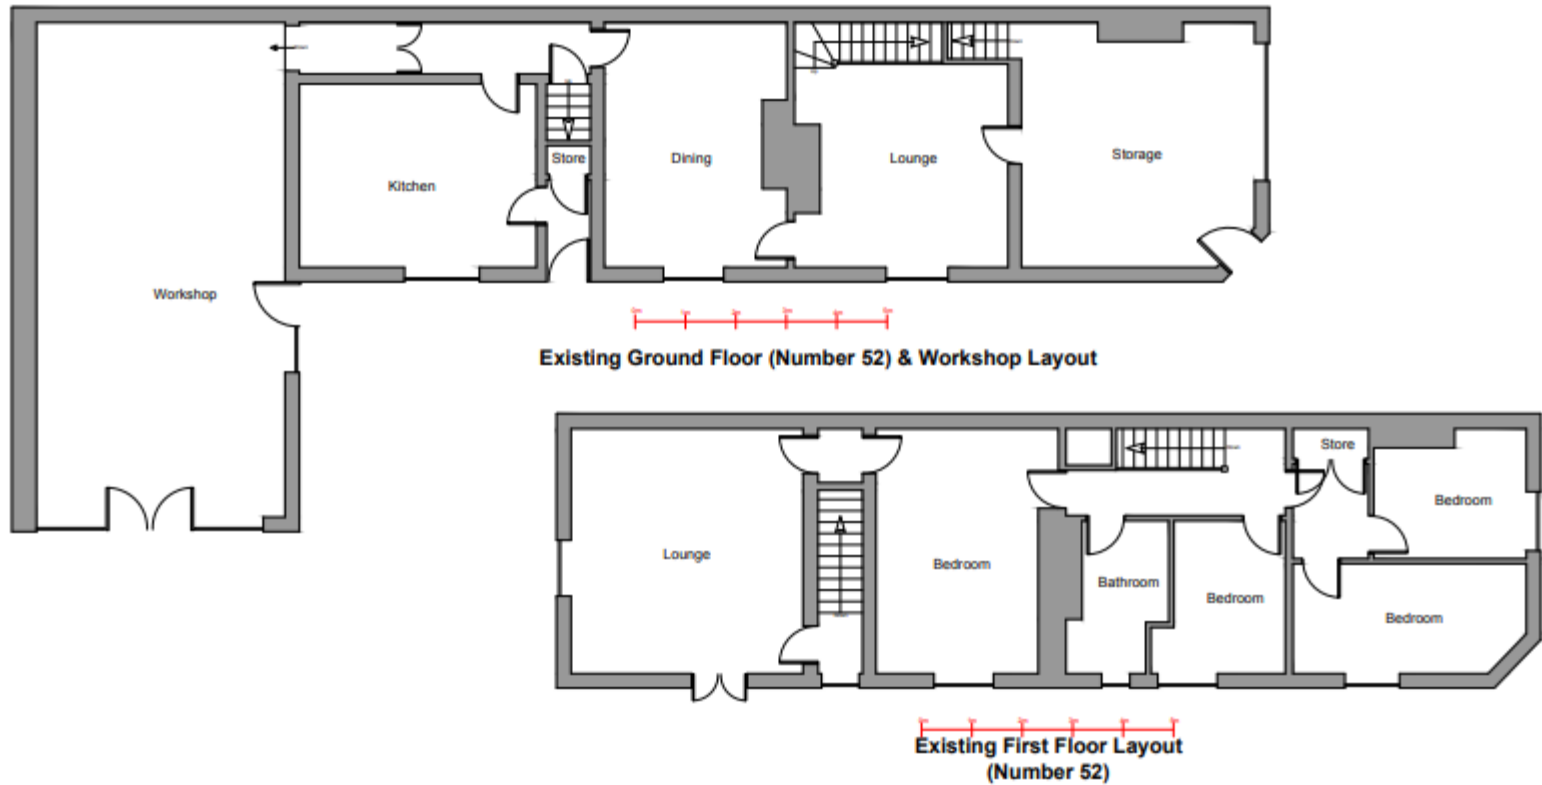 Kitchen
Store
Dining
Lounge
Storage
Workshop
Existing Ground Floor (Number 52) & Workshop Layout
Store
Bedroom
Lounge
Bedroom
Bathroom
Bedroom
Bedroom
Existing First Floor Layout
(Number 52)